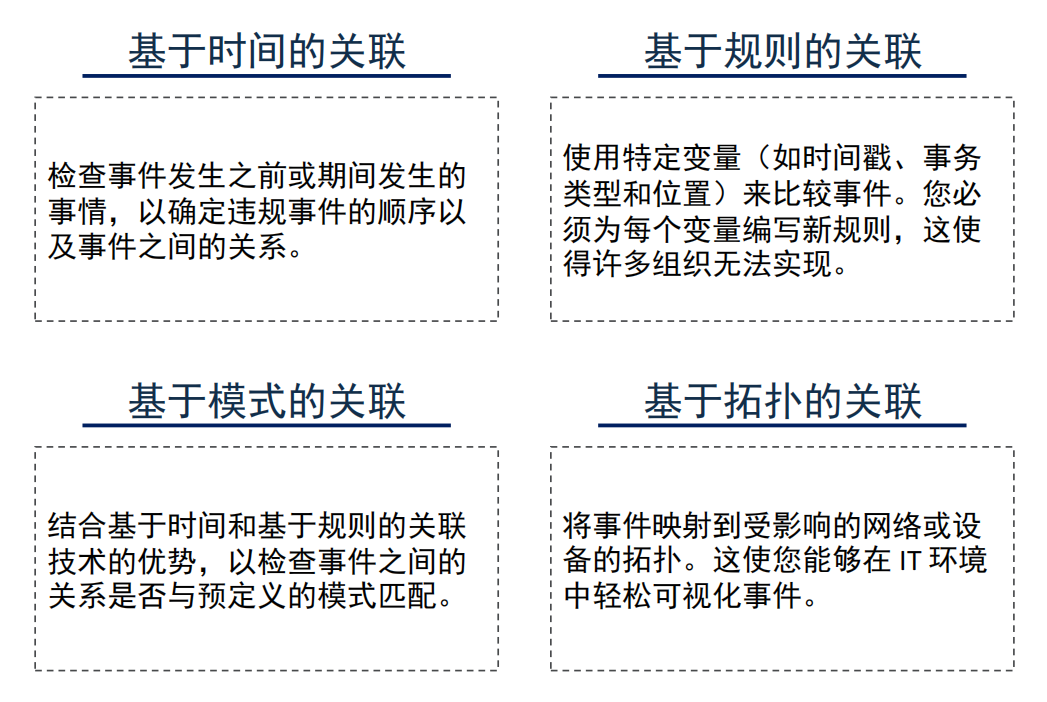 基于时间的关联
检查事件发生之前或期间发生的
事情，以确定违规事件的顺序以
及事件之间的关系。
基于规则的关联
使用特定变量（如时间戳、事务
类型和位置）来比较事件。您必
须为每个变量编写新规则，这使
得许多组织无法实现。
基于模式的关联
结合基于时间和基于规则的关联
技术的优势，以检查事件之间的
关系是否与预定义的模式匹配。
基于拓扑的关联
将事件映射到受影响的网络或设
备的拓扑。这使您能够在 IT 环境
中轻松可视化事件。